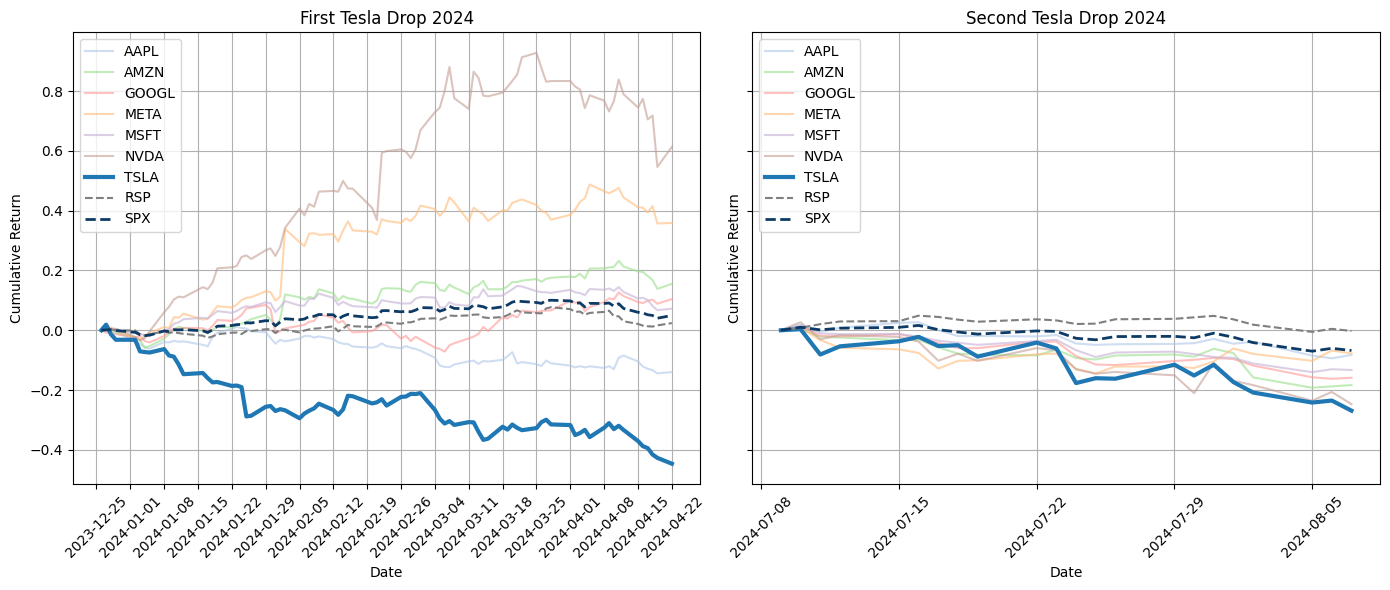 First Tesla Drop 2024
AAPL
AMZN
GOOGL
META
MSFT
NVDA
TSLA
RSP
SPX
Cumulative Return
0.8
0.6
0.4
0.2
0.0
−0.2
−0.4
2023-12-25
2024-01-01
2024-01-08
2024-01-15
2024-01-22
2024-01-29
2024-02-05
2024-02-12
2024-02-19
2024-02-26
2024-03-04
2024-03-11
2024-03-18
2024-03-25
2024-04-01
2024-04-08
2024-04-15
2024-04-22
Date
Second Tesla Drop 2024
AAPL
AMZN
GOOGL
META
MSFT
NVDA
TSLA
RSP
SPX
Cumulative Return
2024-07-08
2024-07-15
2024-07-22
2024-07-29
2024-08-05
Date